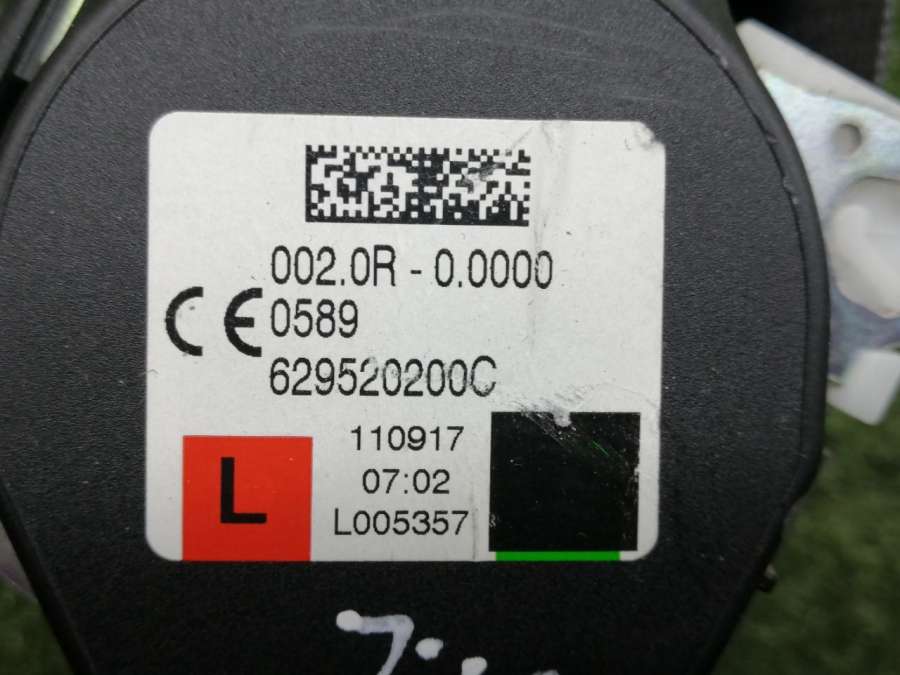 002.0R - 0.0000
CE 0589
629520200C
110917
07:02
L
L005357